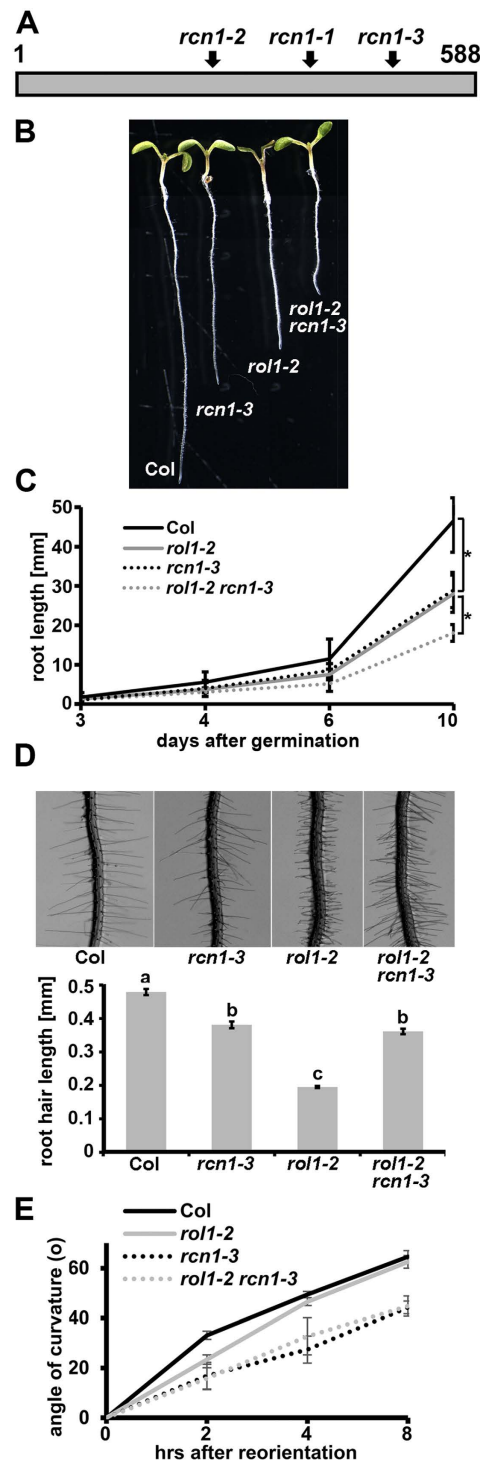 A
rcn1-2 rcn1-1 rcn1-3
1 588
B
rol1-2
rcn1-3
rol1-2
rcn1-3
Col
C
root length [mm]
50
40
30
20
10
0
Col
rol1-2
rcn1-3
rol1-2 rcn1-3
*
*
3 4 6 10
days after germination
D
Col rcn1-3 rol1-2 rol1-2
rcn1-3
root hair length [mm]
0.5
0.4
0.3
0.2
0.1
0
a b c b
Col rcn1-3 rol1-2 rol1-2
rcn1-3
E
Col
rol1-2
rcn1-3
rol1-2 rcn1-3
angle of curvature (o)
60
40
20
0
0 2 4 8
hrs after reorientation